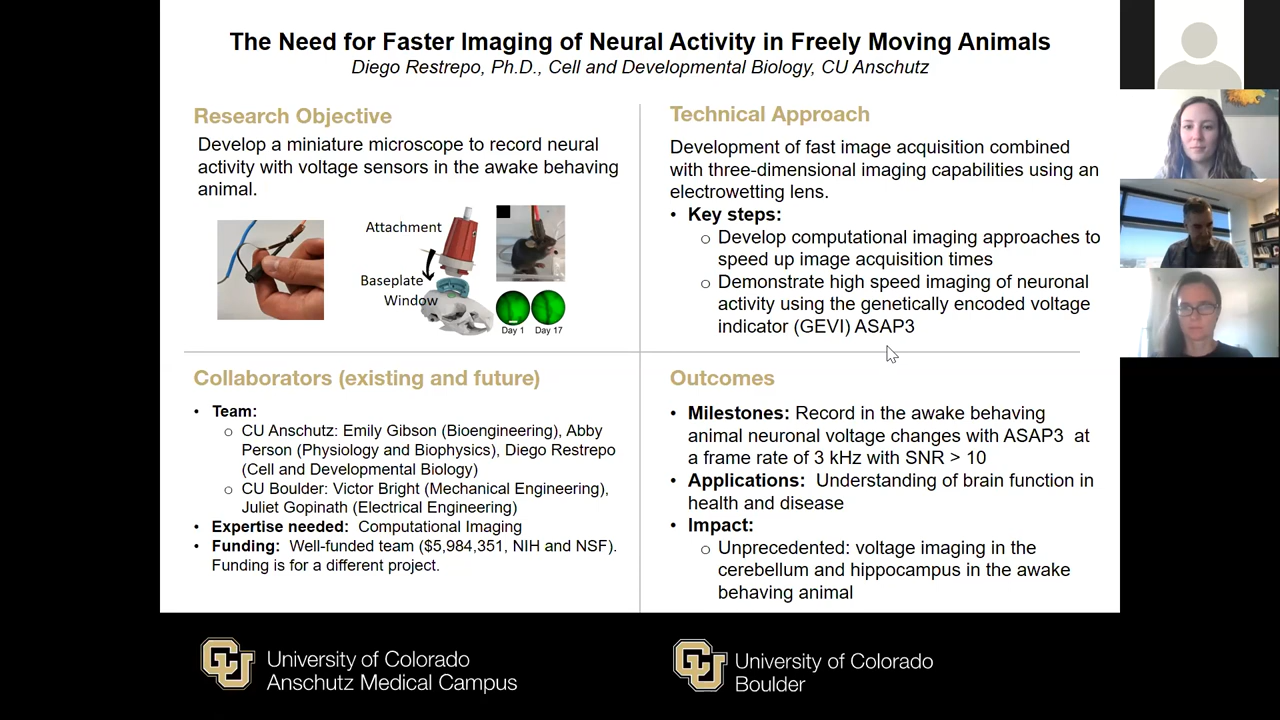 The Need for Faster Imaging of Neural Activity in Freely Moving Animals
Diego Restrepo, Ph.D., Cell and Developmental Biology, CU Anschutz
Research Objective
Develop a miniature microscope to record neural
activity with voltage sensors in the awake behaving
animal.
Attachment
Baseplate
Window
Day 1 Day 17
Technical Approach
Development of fast image acquisition combined
with three-dimensional imaging capabilities using an
electrowetting lens.
• Key steps:
o Develop computational imaging approaches to
speed up image acquisition times
o Demonstrate high speed imaging of neuronal
activity using the genetically encoded voltage
indicator (GEVI) ASAP3
Collaborators (existing and future)
• Team:
o CU Anschutz: Emily Gibson (Bioengineering), Abby
Person (Physiology and Biophysics), Diego Restrepo
(Cell and Developmental Biology)
o CU Boulder: Victor Bright (Mechanical Engineering),
Juliet Gopinath (Electrical Engineering)
• Expertise needed: Computational Imaging
• Funding: Well-funded team ($5,984,351, NIH and NSF).
Funding is for a different project.
Outcomes
• Milestones: Record in the awake behaving
animal neuronal voltage changes with ASAP3 at
a frame rate of 3 kHz with SNR > 10
• Applications: Understanding of brain function in
health and disease
• Impact:
o Unprecedented: voltage imaging in the
cerebellum and hippocampus in the awake
behaving animal
CU
University of Colorado
Anschutz Medical Campus
CU
University of Colorado
Boulder